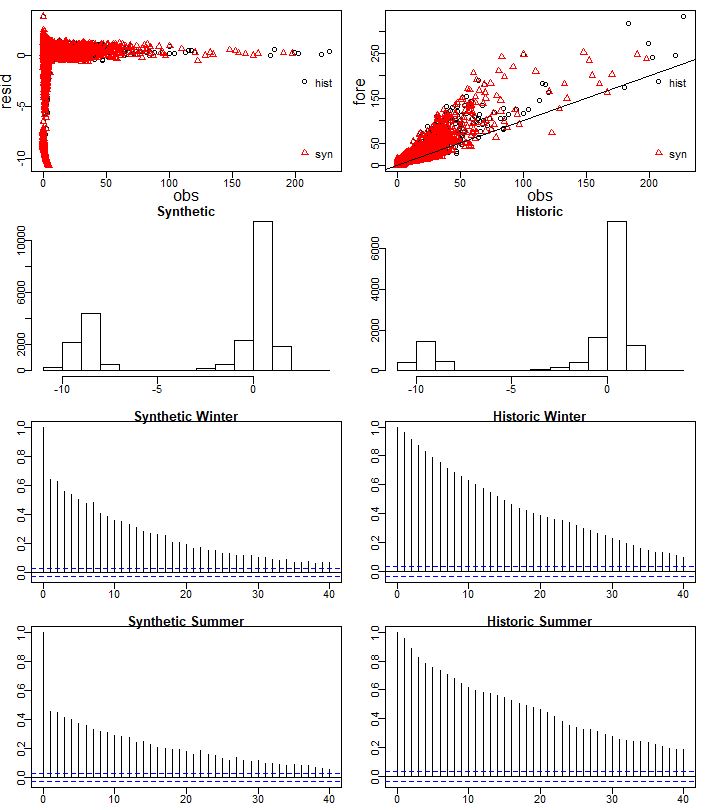 resid
0
-5
-10
hist
syn
0 50 100 150 200
obs
fore
0 50 150 250
hist
syn
0 50 100 150 200
obs
Synthetic
0 2000 6000 10000
-10 -5 0
Historic
0 2000 4000 6000
-10 -5 0
Synthetic Winter
0.0 0.2 0.4 0.6 0.8 1.0
0 10 20 30 40
Historic Winter
0.0 0.2 0.4 0.6 0.8 1.0
0 10 20 30 40
Synthetic Summer
0.0 0.2 0.4 0.6 0.8 1.0
0 10 20 30 40
Historic Summer
0.0 0.2 0.4 0.6 0.8 1.0
0 10 20 30 40